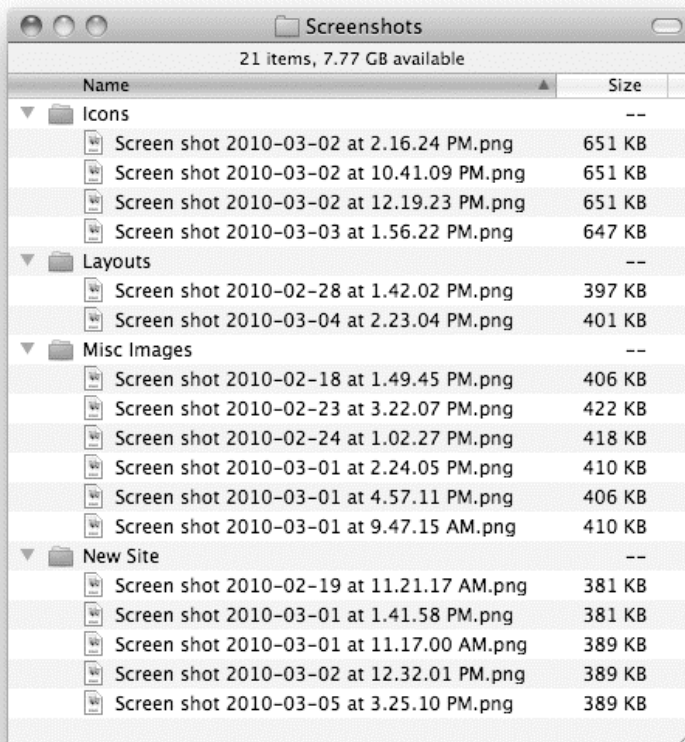 Screenshots
21 items, 7.77 GB available
Name Size
Icons --
Screen shot 2010-03-02 at 2.16.24 PM.png 651 KB
Screen shot 2010-03-02 at 10.41.09 PM.png 651 KB
Screen shot 2010-03-02 at 12.19.23 PM.png 651 KB
Screen shot 2010-03-03 at 1.56.22 PM.png 647 KB
Layouts --
Screen shot 2010-02-28 at 1.42.02 PM.png 397 KB
Screen shot 2010-03-04 at 2.23.04 PM.png 401 KB
Misc Images --
Screen shot 2010-02-18 at 1.49.45 PM.png 406 KB
Screen shot 2010-02-23 at 3.22.07 PM.png 422 KB
Screen shot 2010-02-24 at 1.02.27 PM.png 418 KB
Screen shot 2010-03-01 at 2.24.05 PM.png 410 KB
Screen shot 2010-03-01 at 4.57.11 PM.png 406 KB
Screen shot 2010-03-01 at 9.47.15 AM.png 410 KB
New Site --
Screen shot 2010-02-19 at 11.21.17 AM.png 381 KB
Screen shot 2010-03-01 at 1.41.58 PM.png 381 KB
Screen shot 2010-03-01 at 11.17.00 AM.png 389 KB
Screen shot 2010-03-02 at 12.32.01 PM.png 389 KB
Screen shot 2010-03-05 at 3.25.10 PM.png 389 KB